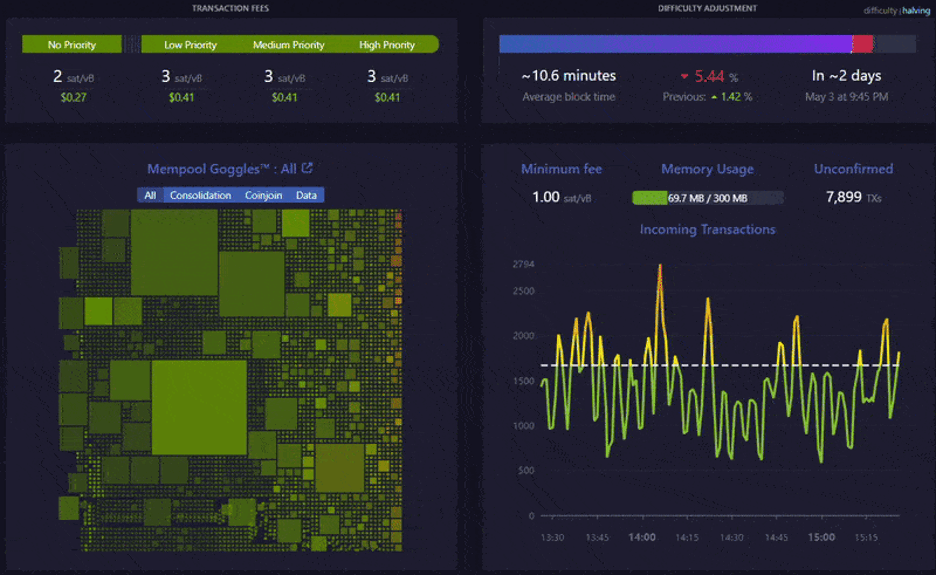 TRANSACTION FEES
No Priority Low Priority Medium Priority High Priority
2 sat/vB 3 sat/vB 3 sat/vB 3 sat/vB
$0.27 $0.41 $0.41 $0.41
DIFFICULTY ADJUSTMENT
difficulty | halving
~10.6 minutes 5.44 % In ~2 days
Average block time Previous: 1.42 % May 3 at 9:45 PM
Mempool Goggles™ : All
All Consolidation Coinjoin Data
Minimum fee Memory Usage Unconfirmed
1.00 sat/vB 69.7 MB / 300 MB 7,899 TXs
Incoming Transactions
2794
2500
2000
1500
1000
500
0
13:30 13:45 14:00 14:15 14:30 14:45 15:00 15:15